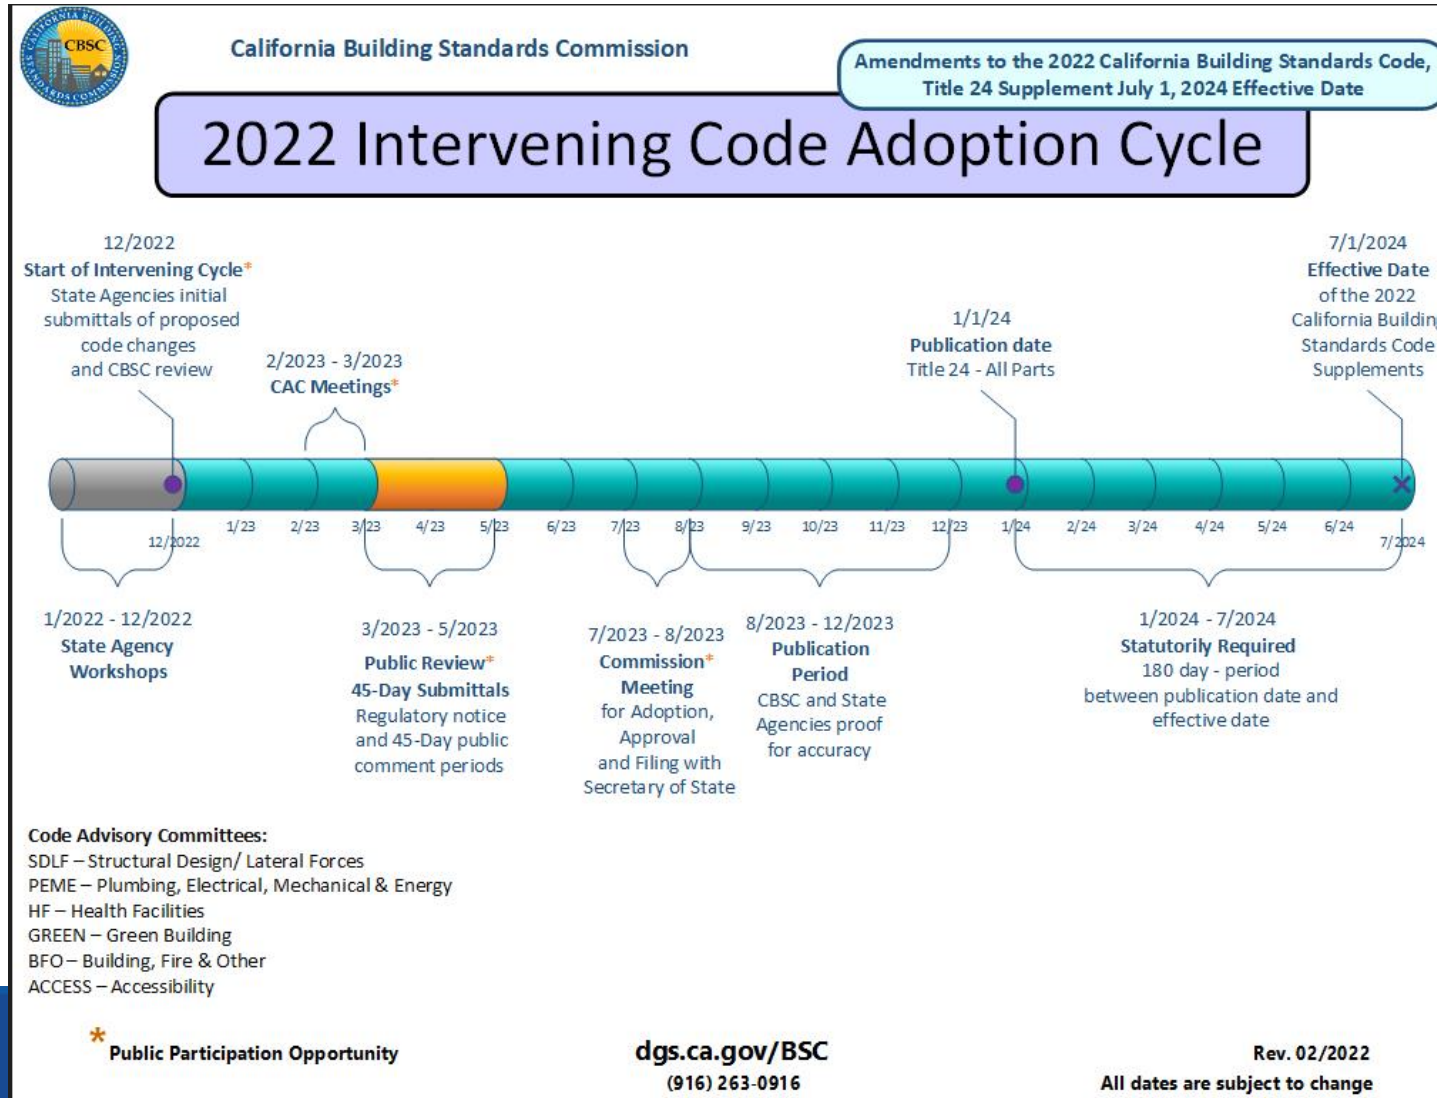 CALIFORNIA BUILDING STANDARDS COMMISSION
CBSC
California Building Standards Commission
Amendments to the 2022 California Building Standards Code,
Title 24 Supplement July 1, 2024 Effective Date
2022 Intervening Code Adoption Cycle
12/2022
Start of Intervening Cycle*
State Agencies initial
submittals of proposed
code changes
and CBSC review
2/2023 - 3/2023
CAC Meetings*
1/1/24
Publication date
Title 24 - All Parts
7/1/2024
Effective Date
of the 2022
California Building
Standards Code
Supplements
12/2022
1/23
2/23
3/23
4/23
5/23
6/23
7/23
8/23
9/23
10/23
11/23
12/23
1/24
2/24
3/24
4/24
5/24
6/24
7/2024
1/2022 - 12/2022
State Agency
Workshops
3/2023 - 5/2023
Public Review*
45-Day Submittals
Regulatory notice
and 45-Day public
comment periods
7/2023 - 8/2023
Commission*
Meeting
for Adoption,
Approval
and Filing with
Secretary of State
8/2023 - 12/2023
Publication
Period
CBSC and State
Agencies proof
for accuracy
1/2024 - 7/2024
Statutorily Required
180 day - period
between publication date and
effective date
Code Advisory Committees:
SDLF – Structural Design/ Lateral Forces
PEME – Plumbing, Electrical, Mechanical & Energy
HF – Health Facilities
GREEN – Green Building
BFO – Building, Fire & Other
ACCESS – Accessibility
* Public Participation Opportunity
dgs.ca.gov/BSC
(916) 263-0916
Rev. 02/2022
All dates are subject to change